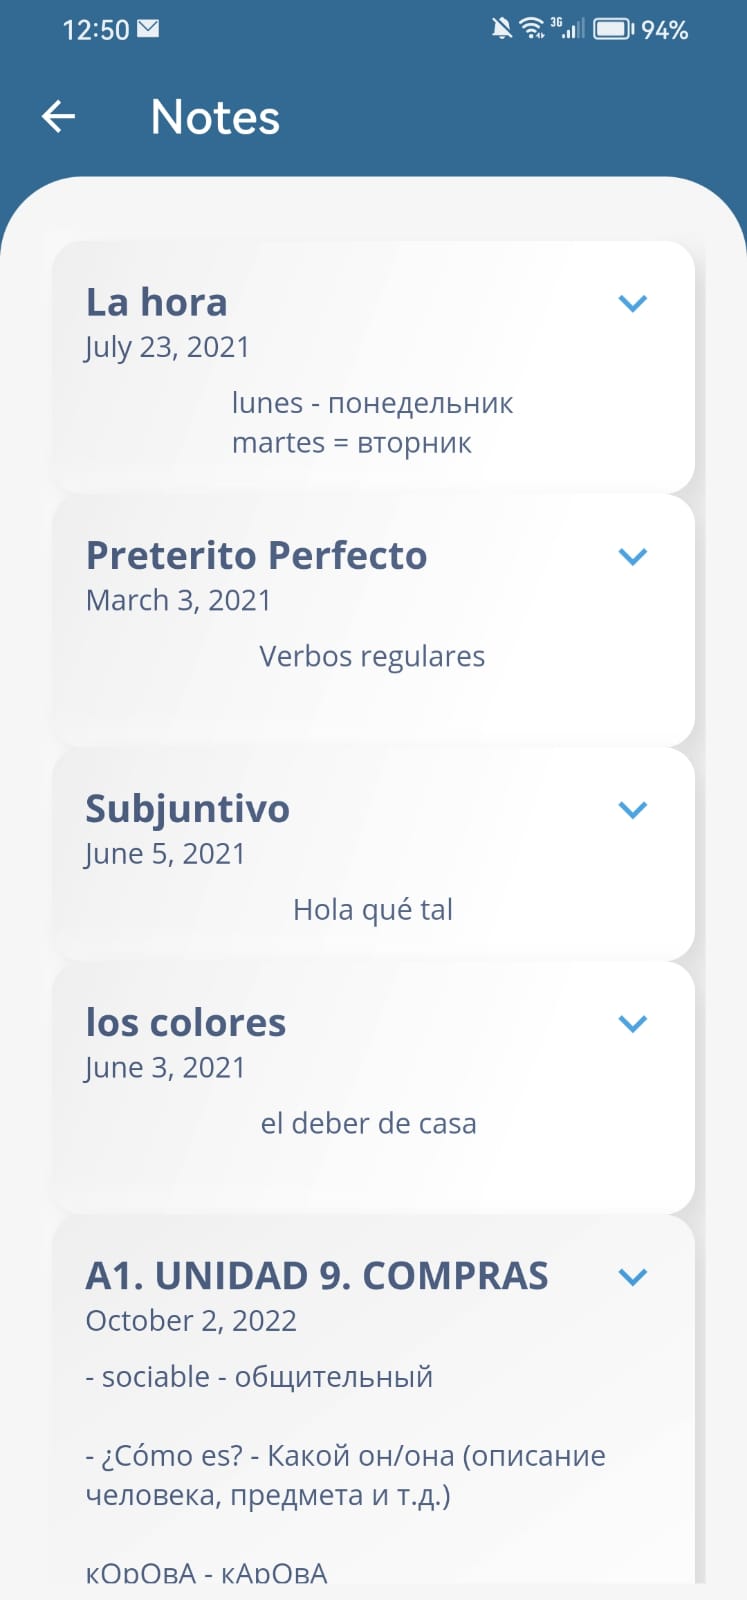 12:50
3G
94%
Notes
La hora
July 23, 2021
lunes - понедельник
martes = вторник
Preterito Perfecto
March 3, 2021
Verbos regulares
Subjuntivo
June 5, 2021
Hola qué tal
los colores
June 3, 2021
el deber de casa
A1. UNIDAD 9. COMPRAS
October 2, 2022
- sociable - общительный
- ¿Cómo es? - Какой он/она (описание
человека, предмета и т.д.)
кОрОвА - кАрОвА